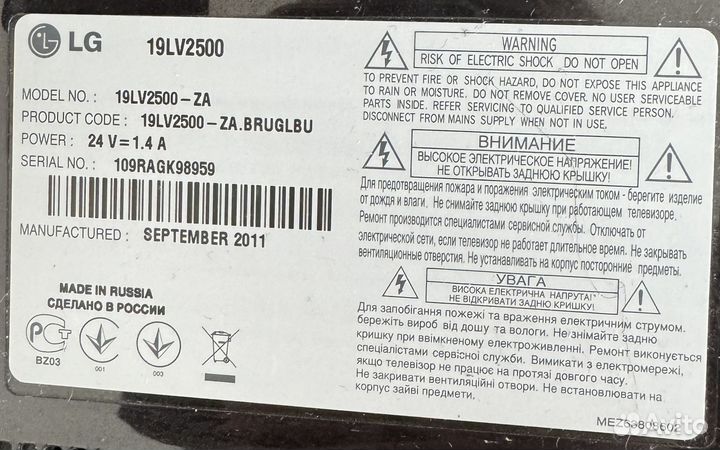 LG 19LV2500
MODEL NO. : 19LV2500-ZA
PRODUCT CODE : 19LV2500-ZA.BRUGLBU
POWER : 24 V=1.4 A
SERIAL NO. : 109RAGK98959
MANUFACTURED : SEPTEMBER 2011
MADE IN RUSSIA
СДЕЛАНО В РОССИИ
РСТ
BZ03
001
003
WARNING
RISK OF ELECTRIC SHOCK DO NOT OPEN
TO PREVENT FIRE OR SHOCK HAZARD, DO NOT EXPOSE THIS APPLIANCE
TO RAIN OR MOISTURE. DO NOT REMOVE COVER. NO USER SERVICEABLE
PARTS INSIDE. REFER SERVICING TO QUALIFIED SERVICE PERSON.
DISCONNECT FROM MAINS SUPPLY WHEN NOT IN USE.
ВНИМАНИЕ
ВЫСОКОЕ ЭЛЕКТРИЧЕСКОЕ НАПРЯЖЕНИЕ!
НЕ ОТКРЫВАТЬ ЗАДНЮЮ КРЫШКУ!
Для предотвращения пожара и поражения электрическим током - берегите изделие
от дождя и влаги. Не снимайте заднюю крышку при работающем телевизоре.
Ремонт производится специалистами сервисной службы. Отключать от
электрической сети, если телевизор не работает длительное время. Не закрывать
вентиляционные отверстия. Не устанавливать на корпус посторонние предметы.
УВАГА
ВИСОКА ЕЛЕКТРИЧНА НАПРУГА!
НЕ ВІДКРИВАТИ ЗАДНЮ КРИШКУ!
Для запобігання пожежі та враження електричним струмом.
бережіть вироб від дошу та вологи. Не знімайте задню
кришку при ввімкненому електроживленні. Ремонт виконується
спеціалістами сервісної служби. Вимикати з електромережі,
якщо телевізор не працює на протязі довгого часу.
Не закривати вентиляційні отвори. Не встановлювати на
корпус зайві предмети.
Avito